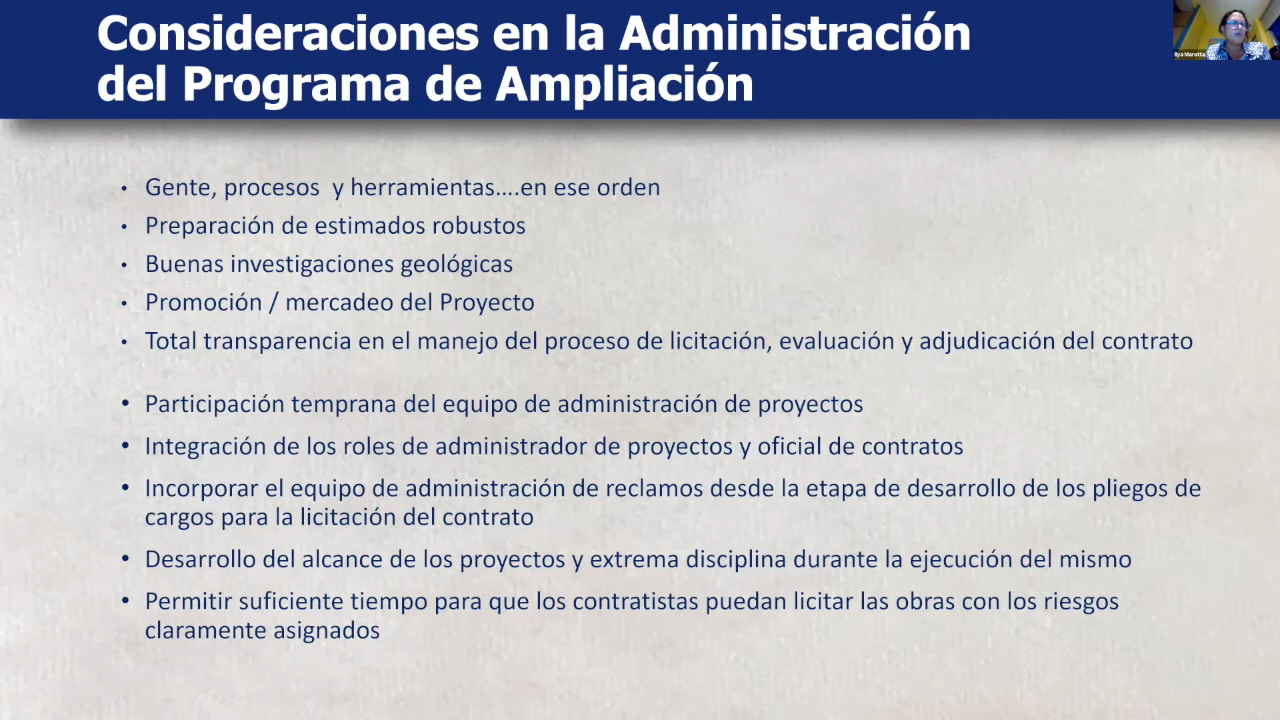 Consideraciones en la Administración
del Programa de Ampliación
Ilya Marotta
• Gente, procesos y herramientas....en ese orden
• Preparación de estimados robustos
• Buenas investigaciones geológicas
• Promoción / mercadeo del Proyecto
• Total transparencia en el manejo del proceso de licitación, evaluación y adjudicación del contrato
• Participación temprana del equipo de administración de proyectos
• Integración de los roles de administrador de proyectos y oficial de contratos
• Incorporar el equipo de administración de reclamos desde la etapa de desarrollo de los pliegos de
cargos para la licitación del contrato
• Desarrollo del alcance de los proyectos y extrema disciplina durante la ejecución del mismo
• Permitir suficiente tiempo para que los contratistas puedan licitar las obras con los riesgos
claramente asignados